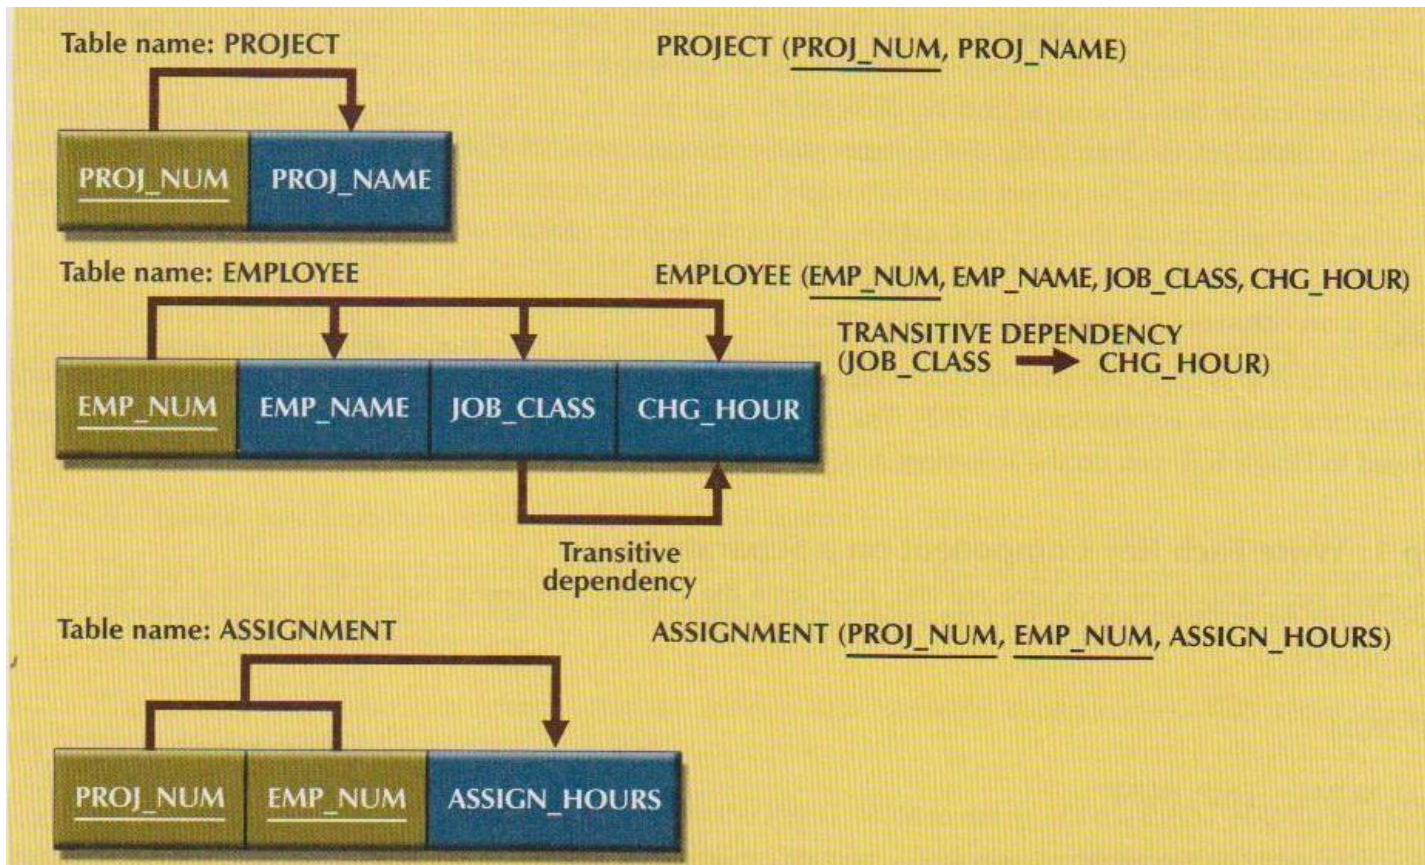 Table name: PROJECT
PROJECT (PROJ_NUM, PROJ_NAME)
PROJ_NUM
PROJ_NAME
Table name: EMPLOYEE
EMPLOYEE (EMP_NUM, EMP_NAME, JOB_CLASS, CHG_HOUR)
TRANSITIVE DEPENDENCY
(JOB_CLASS → CHG_HOUR)
EMP_NUM
EMP_NAME
JOB_CLASS
CHG_HOUR
Transitive
dependency
Table name: ASSIGNMENT
ASSIGNMENT (PROJ_NUM, EMP_NUM, ASSIGN_HOURS)
PROJ_NUM
EMP_NUM
ASSIGN_HOURS